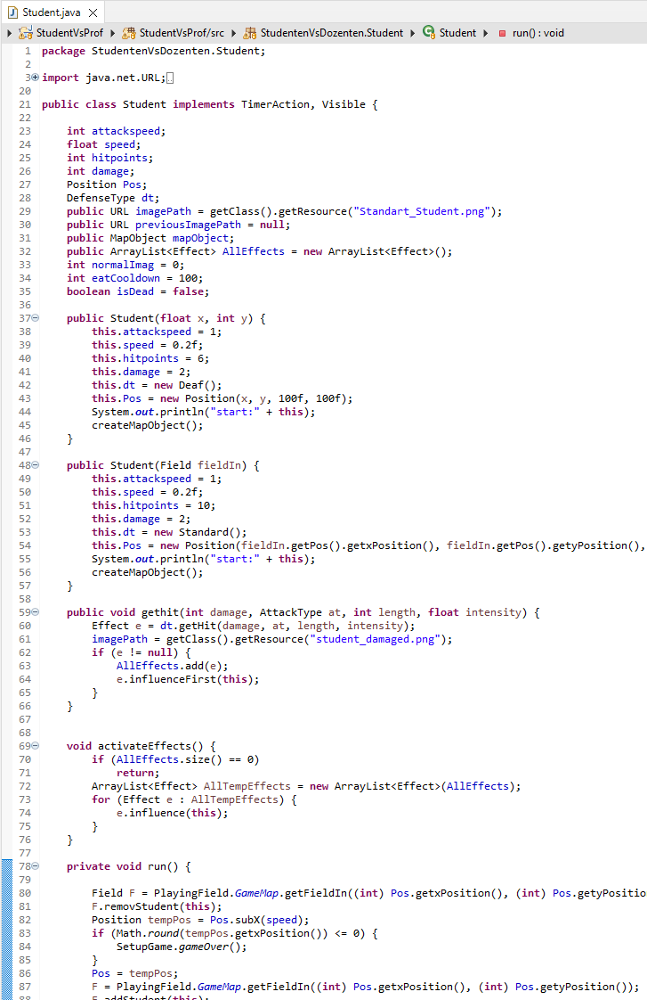 Student.java
StudentVsProf StudentVsProf/src StudentenVsDozenten.Student Student run() : void
1 package StudentenVsDozenten.Student;
2
3 import java.net.URL;
20
21 public class Student implements TimerAction, Visible {
22
23 int attackspeed;
24 float speed;
25 int hitpoints;
26 int damage;
27 Position Pos;
28 DefenseType dt;
29 public URL imagePath = getClass().getResource("Standart_Student.png");
30 public URL previousImagePath = null;
31 public MapObject mapObject;
32 public ArrayList<Effect> AllEffects = new ArrayList<Effect>();
33 int normalImag = 0;
34 int eatCooldown = 100;
35 boolean isDead = false;
36
37 public Student(float x, int y) {
38 this.attackspeed = 1;
39 this.speed = 0.2f;
40 this.hitpoints = 6;
41 this.damage = 2;
42 this.dt = new Deaf();
43 this.Pos = new Position(x, y, 100f, 100f);
44 System.out.println("start:" + this);
45 createMapObject();
46 }
47
48 public Student(Field fieldIn) {
49 this.attackspeed = 1;
50 this.speed = 0.2f;
51 this.hitpoints = 10;
52 this.damage = 2;
53 this.dt = new Standard();
54 this.Pos = new Position(fieldIn.getPos().getxPosition(), fieldIn.getPos().getyPosition(),
55 System.out.println("start:" + this);
56 createMapObject();
57 }
58
59 public void gethit(int damage, AttackType at, int length, float intensity) {
60 Effect e = dt.getHit(damage, at, length, intensity);
61 imagePath = getClass().getResource("student_damaged.png");
62 if (e != null) {
63 AllEffects.add(e);
64 e.influenceFirst(this);
65 }
66 }
67
68
69 void activateEffects() {
70 if (AllEffects.size() == 0)
71 return;
72 ArrayList<Effect> AllTempEffects = new ArrayList<Effect>(AllEffects);
73 for (Effect e : AllTempEffects) {
74 e.influence(this);
75 }
76 }
77
78 private void run() {
79
80 Field F = PlayingField.GameMap.getFieldIn((int) Pos.getxPosition(), (int) Pos.getyPositio
81 F.removStudent(this);
82 Position tempPos = Pos.subX(speed);
83 if (Math.round(tempPos.getxPosition()) <= 0) {
84 SetupGame.gameOver();
85 }
86 Pos = tempPos;
87 F = PlayingField.GameMap.getFieldIn((int) Pos.getxPosition(), (int) Pos.getyPosition());
88 F.addStudent(this);